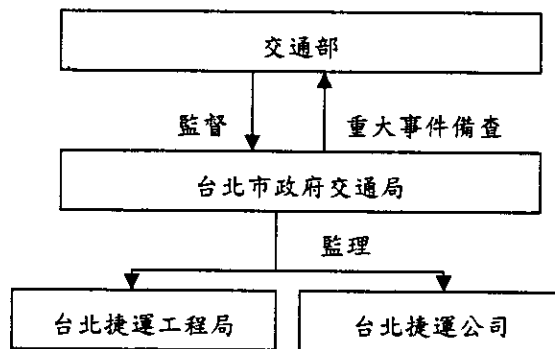 交通部
監督
重大事件備查
台北市政府交通局
監理
台北捷運工程局
台北捷運公司